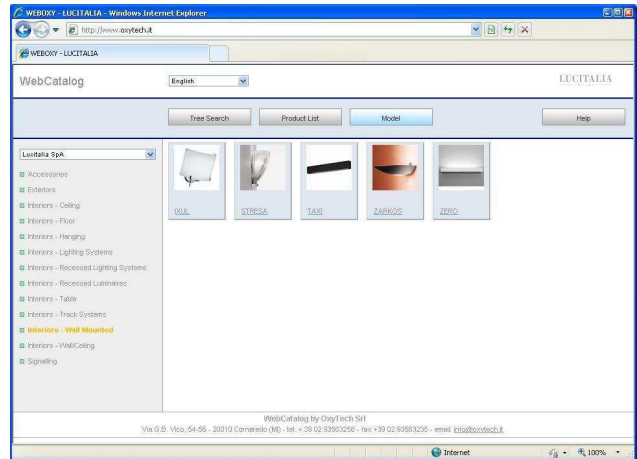 WEBOXY - LUCITALIA - Windows Internet Explorer
http://www.oxytech.it
WEBOXY - LUCITALIA
WebCatalog
English
LUCITALIA
Tree Search
Product List
Model
Help
Lucitalia SpA
Accessories
Exteriors
Interiors - Ceiling
Interiors - Floor
Interiors - Hanging
Interiors - Lighting Systems
Interiors - Recessed Lighting Systems
Interiors - Recessed Luminaires
Interiors - Table
Interiors - Track Systems
Interiors - Wall Mounted
Interiors - Wall/Ceiling
Signalling
IXUL
STRESA
TAXI
ZARKOS
ZERO
WebCatalog by OxyTech Srl
Via G.B. Vico, 54-56 - 20010 Cornaredo (MI) - tel. + 39 02 93563258 - fax +39 02 93563235 - email: info@oxytech.it
Internet
100%